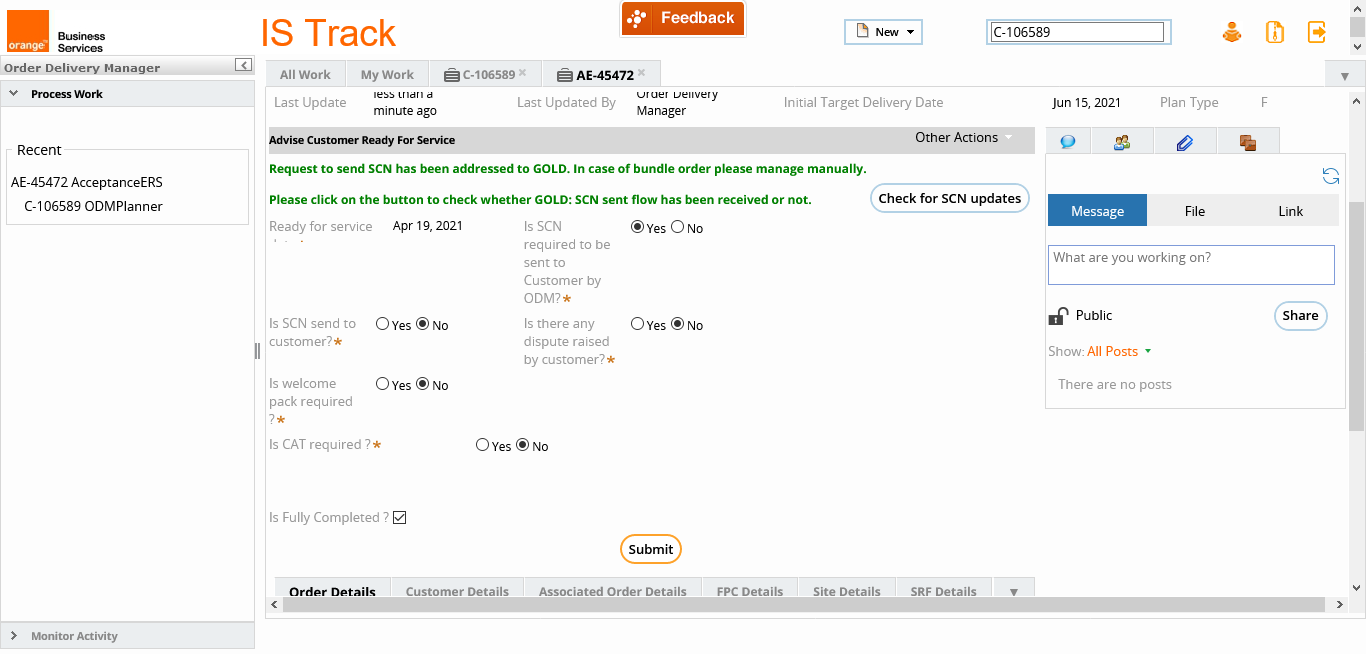 orange™
Business
Services
IS Track
Feedback
New
C-106589
Order Delivery Manager
Process Work
Recent
AE-45472 AcceptanceERS
C-106589 ODMPlanner
Monitor Activity
All Work
My Work
C-106589
AE-45472
Last Update
less than a
minute ago
Last Updated By
Order Delivery
Manager
Initial Target Delivery Date
Jun 15, 2021
Plan Type
F
Advise Customer Ready For Service
Other Actions
Request to send SCN has been addressed to GOLD. In case of bundle order please manage manually.
Please click on the button to check whether GOLD: SCN sent flow has been received or not.
Check for SCN updates
Ready for service
Apr 19, 2021
Is SCN
required to be
sent to
Customer by
ODM?*
Yes No
Is SCN send to
customer?*
Yes No
Is there any
dispute raised
by customer?*
Yes No
Is welcome
pack required
?*
Yes No
Is CAT required ?*
Yes No
Is Fully Completed ?
Submit
Order Details
Customer Details
Associated Order Details
FPC Details
Site Details
SRF Details
Message
File
Link
What are you working on?
Public
Share
Show: All Posts
There are no posts